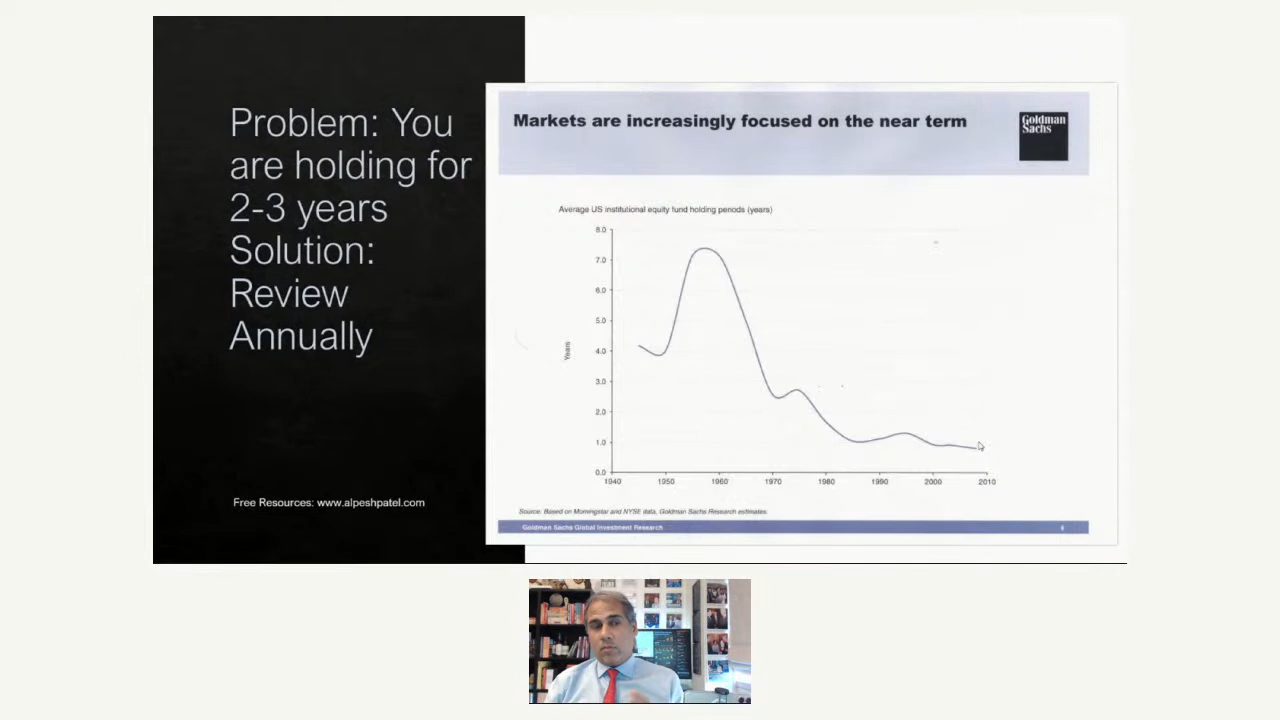 Problem: You
are holding for
2-3 years
Solution:
Review
Annually
Free Resources: www.alpeshpatel.com
Markets are increasingly focused on the near term
Goldman
Sachs
Average US institutional equity fund holding periods (years)
8.0
7.0
6.0
5.0
4.0
3.0
2.0
1.0
0.0
Years
1940 1950 1960 1970 1980 1990 2000 2010
Source: Based on Morningstar and NYSE data, Goldman Sachs Research estimates.
Goldman Sachs Global Investment Research